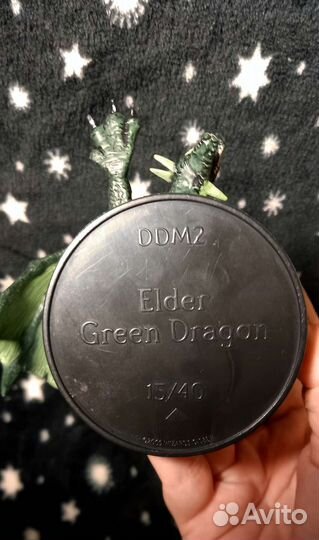 DDM2
Elder
Green Dragon
15/40
Avito